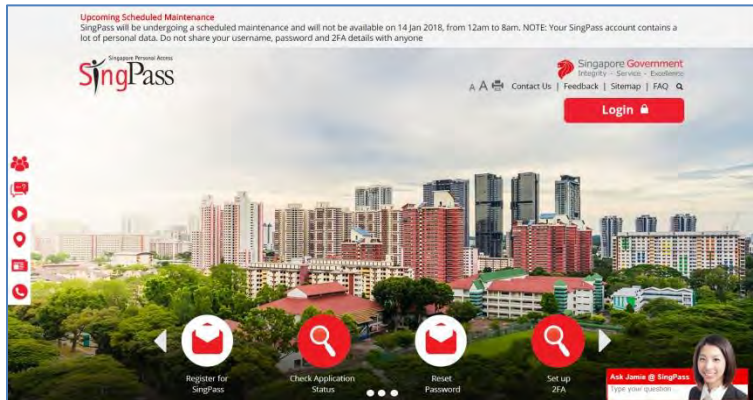 Upcoming Scheduled Maintenance
SingPass will be undergoing a scheduled maintenance and will not be available on 14 Jan 2018, from 12am to 8am. NOTE: Your SingPass account contains a
lot of personal data. Do not share your username, password and 2FA details with anyone
Singapore Personal Access
SingPass
Singapore Government
Integrity · Service · Excellence
A A Contact Us | Feedback | Sitemap | FAQ
Login
Register for
SingPass
Check Application
Status
Reset
Password
Set up
2FA
Ask Jamie @ SingPass
Type your question